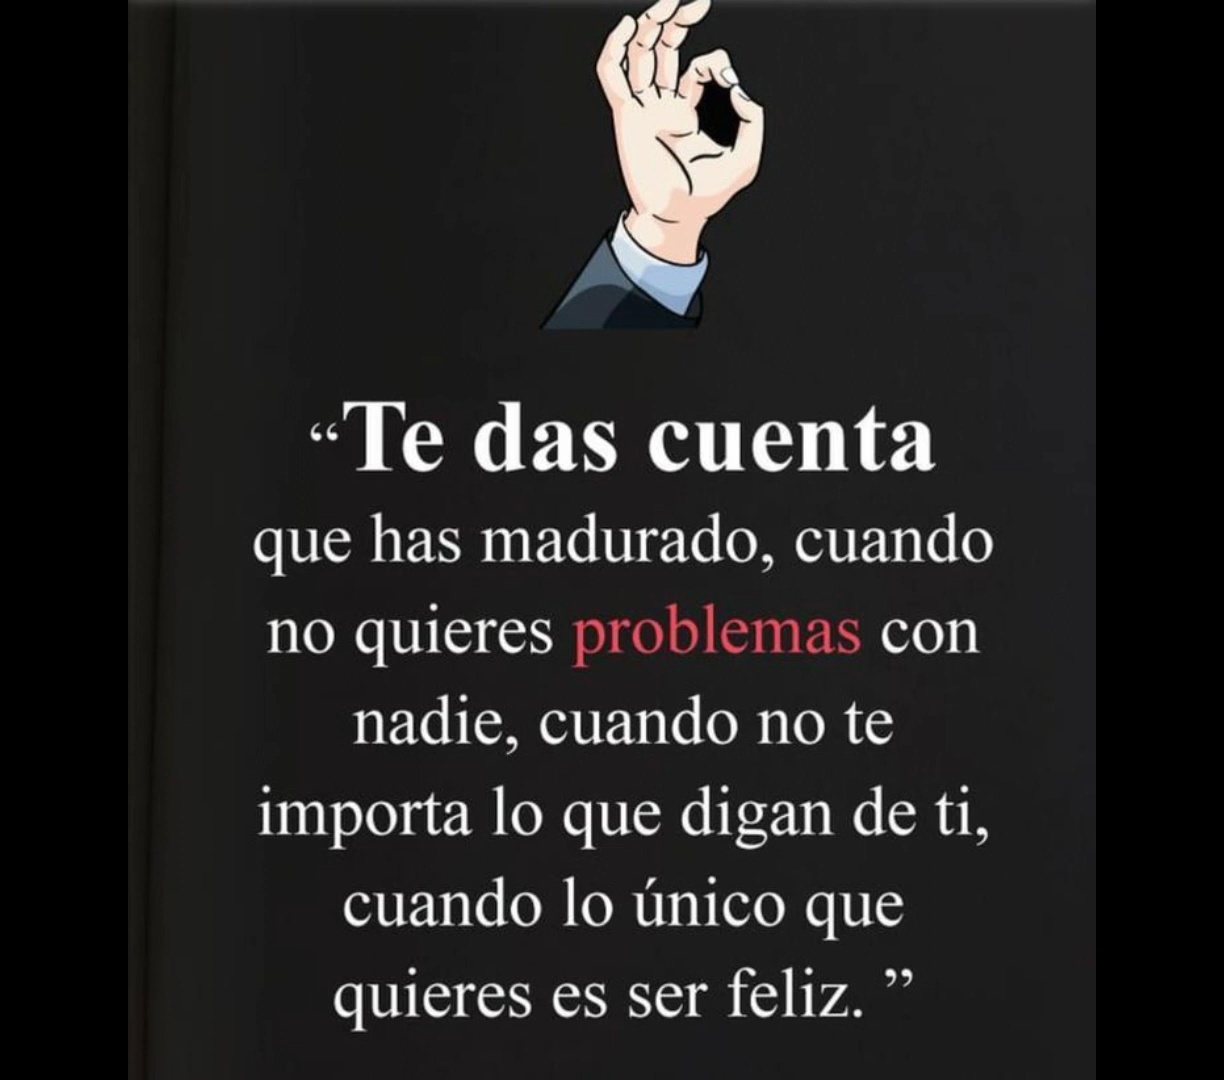 “Te das cuenta
que has madurado, cuando
no quieres problemas con
nadie, cuando no te
importa lo que digan de ti,
cuando lo único que
quieres es ser feliz. ”